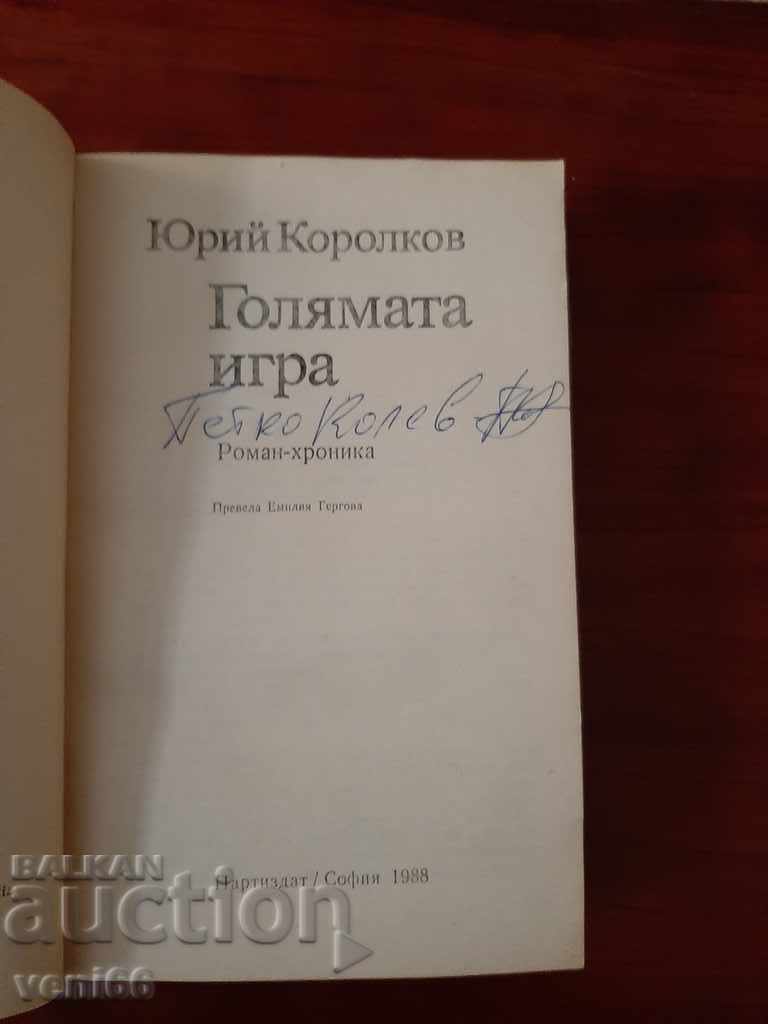 Юрий Королков
Голямата
игра
Петко Колев
Роман-хроника
Превела Емилия Гергова
Партиздат / София 1988
BALKAN
auction
veni66